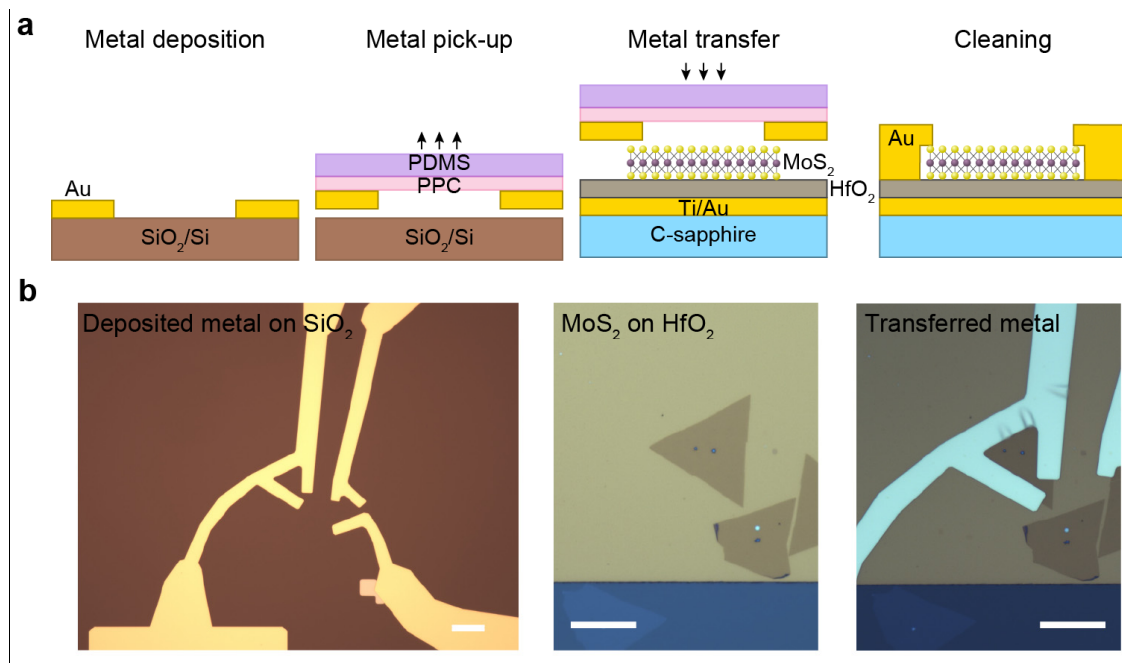 a
Metal deposition
Metal pick-up
Metal transfer
Cleaning
Au
SiO₂/Si
PDMS
PPC
SiO₂/Si
MoS₂
HfO₂
Ti/Au
C-sapphire
Au
b
Deposited metal on SiO₂
MoS₂ on HfO₂
Transferred metal